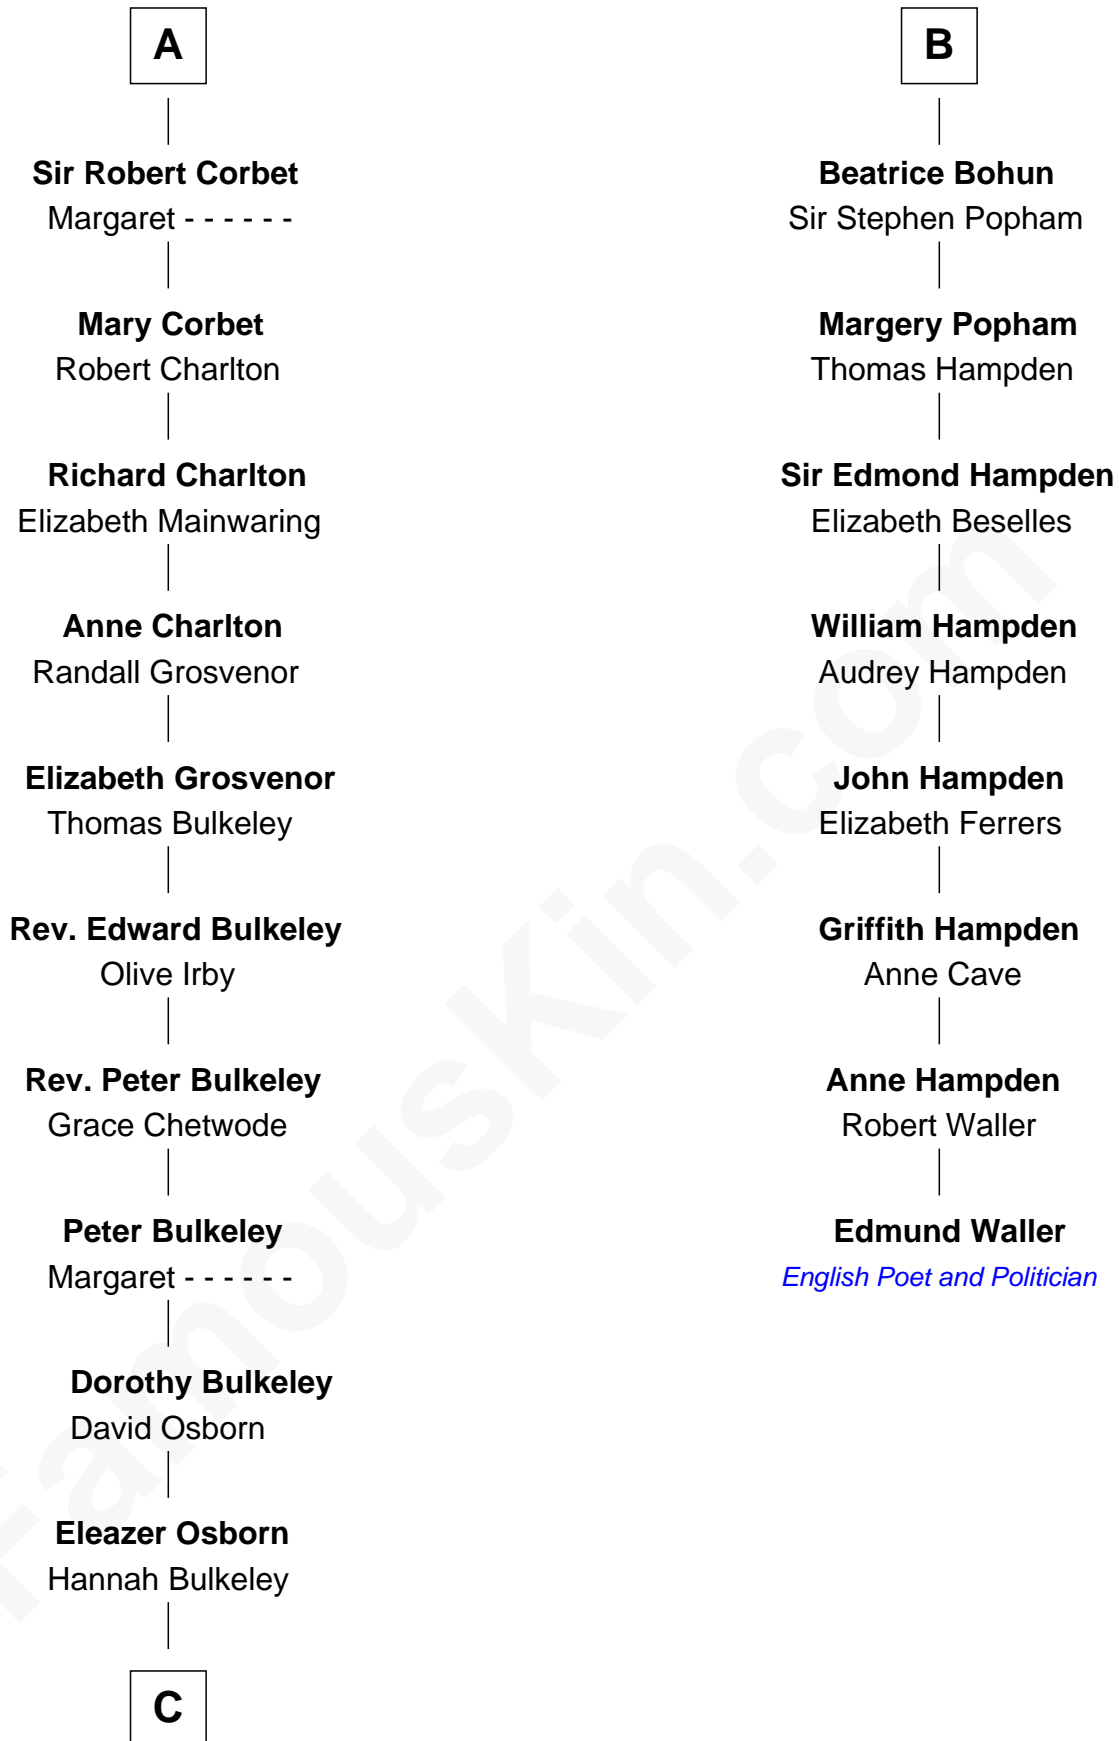 A
Sir Robert Corbet
Margaret - - - - - -
Mary Corbet
Robert Charlton
Richard Charlton
Elizabeth Mainwaring
Anne Charlton
Randall Grosvenor
Elizabeth Grosvenor
Thomas Bulkeley
Rev. Edward Bulkeley
Olive Irby
Rev. Peter Bulkeley
Grace Chetwode
Peter Bulkeley
Margaret - - - - - -
Dorothy Bulkeley
David Osborn
Eleazer Osborn
Hannah Bulkeley
C
B
Beatrice Bohun
Sir Stephen Popham
Margery Popham
Thomas Hampden
Sir Edmond Hampden
Elizabeth Beselles
William Hampden
Audrey Hampden
John Hampden
Elizabeth Ferrers
Griffith Hampden
Anne Cave
Anne Hampden
Robert Waller
Edmund Waller
English Poet and Politician
FamousKin.com